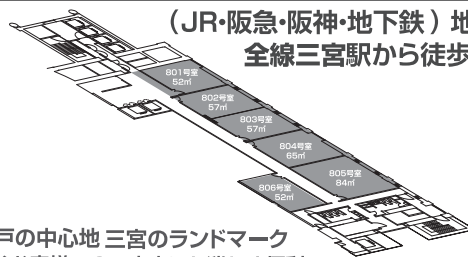 （JR・阪急・阪神・地下鉄）地
全線三宮駅から徒歩
801号室
52㎡
802号室
57㎡
803号室
57㎡
804号室
65㎡
805号室
84㎡
806号室
52㎡
戸の中心地 三宮のランドマーク